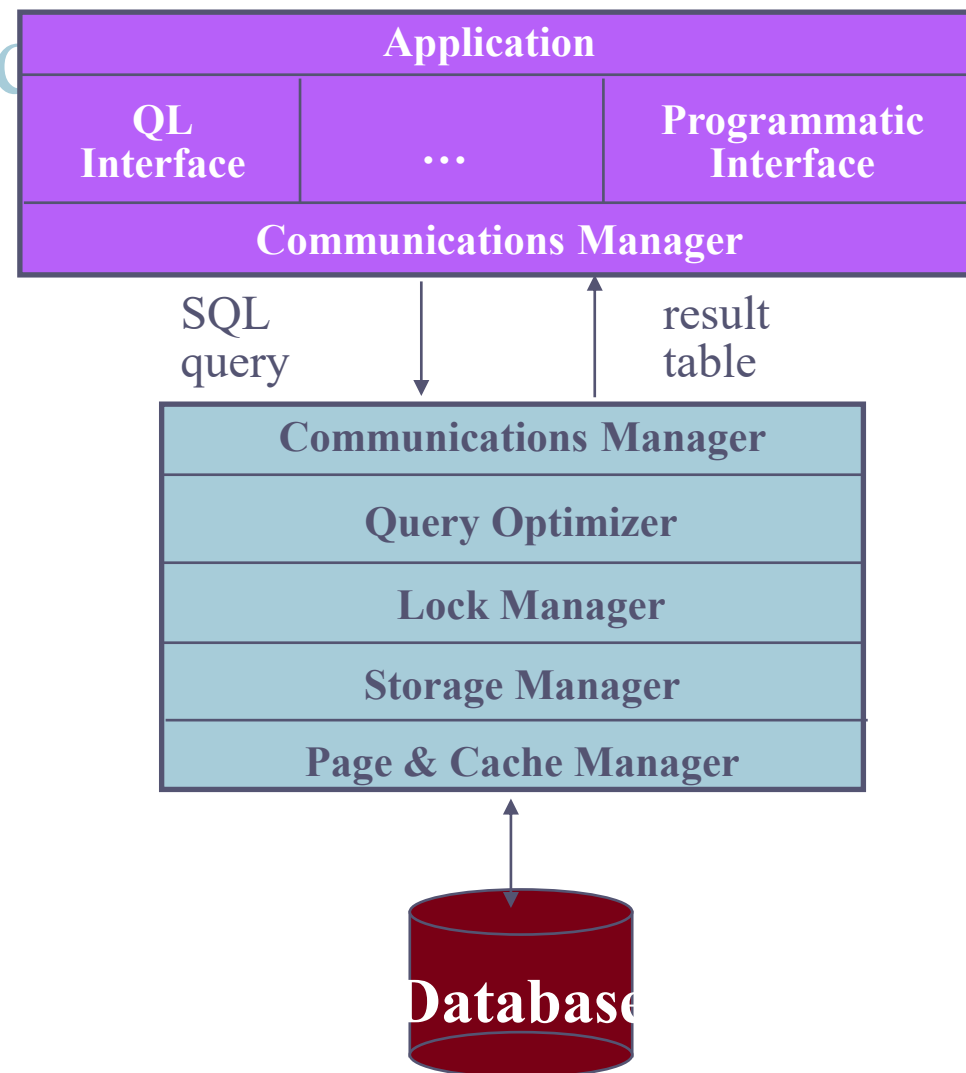 Application
QL
Interface
…
Programmatic
Interface
Communications Manager
SQL
query
result
table
Communications Manager
Query Optimizer
Lock Manager
Storage Manager
Page & Cache Manager
Database